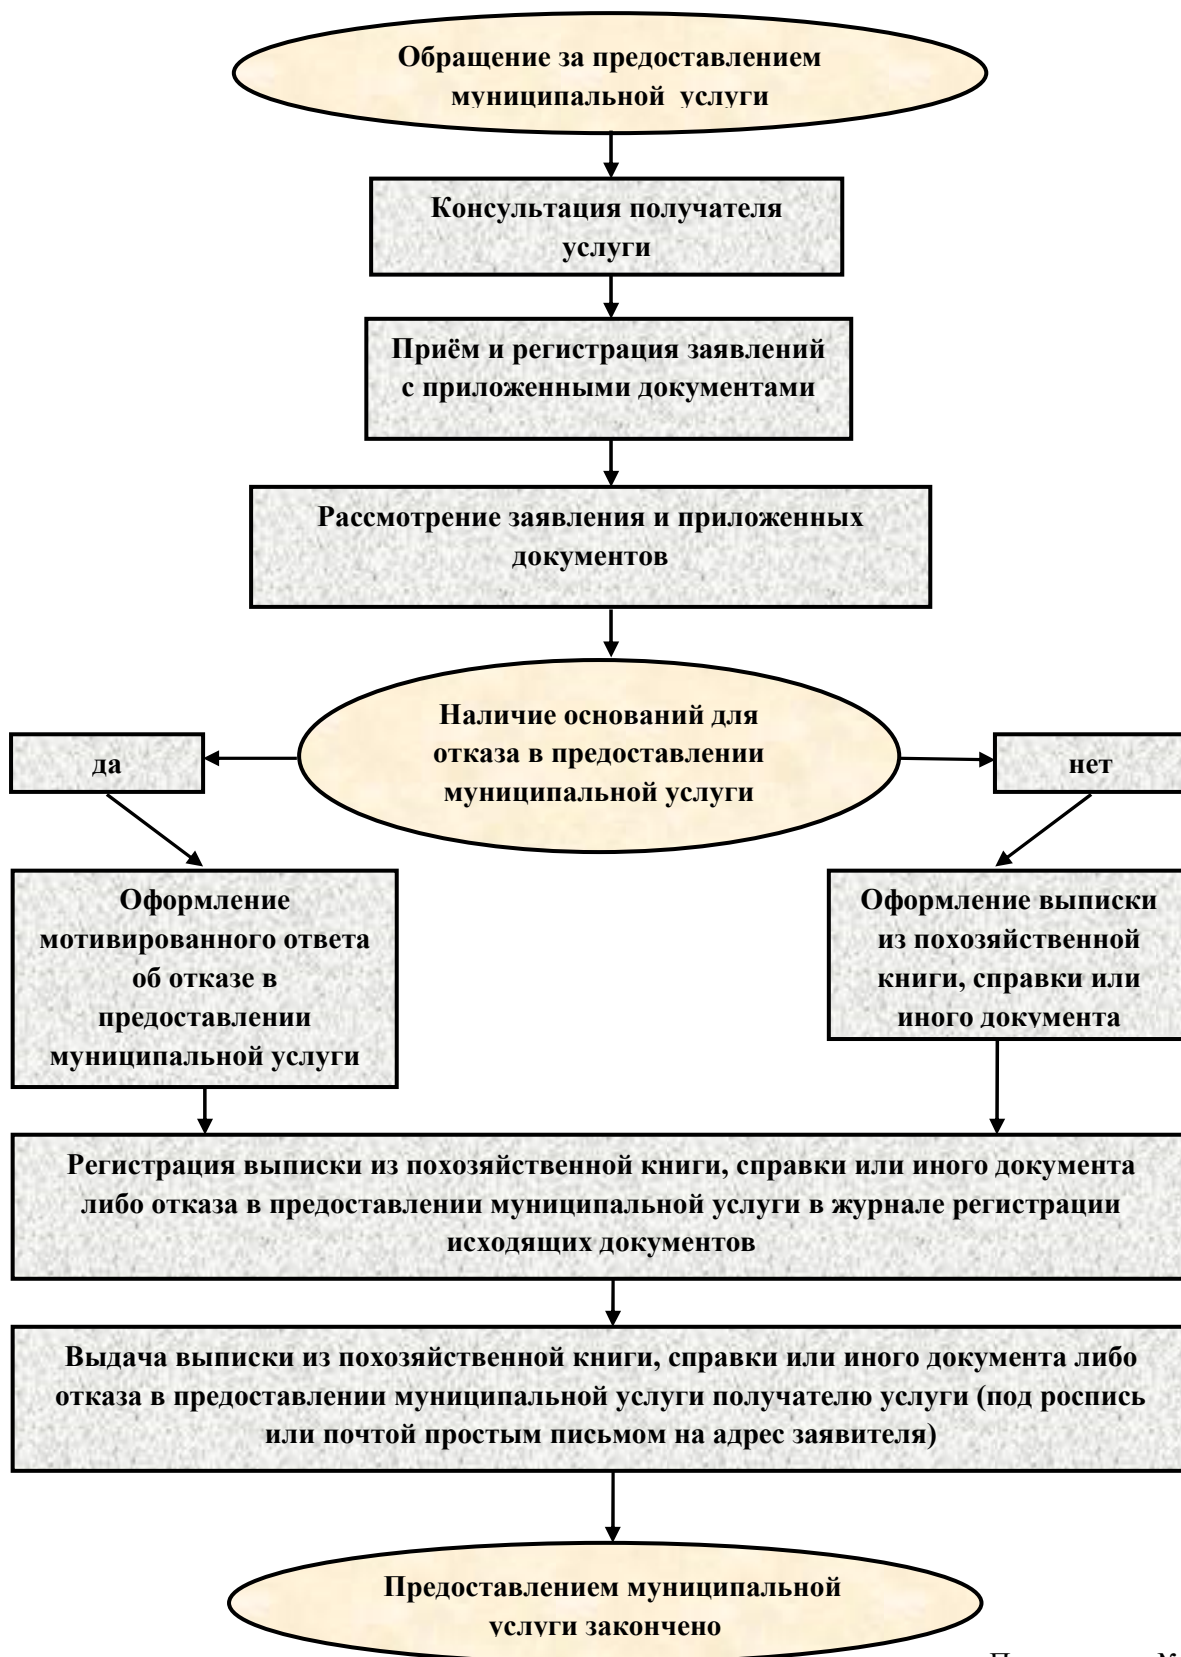 Обращение за предоставлением
муниципальной услуги
Консультация получателя
услуги
Приём и регистрация заявлений
с приложенными документами
Рассмотрение заявления и приложенных
документов
Наличие оснований для
отказа в предоставлении
муниципальной услуги
да
нет
Оформление
мотивированного ответа
об отказе в
предоставлении
муниципальной услуги
Оформление выписки
из похозяйственной
книги, справки или
иного документа
Регистрация выписки из похозяйственной книги, справки или иного документа
либо отказа в предоставлении муниципальной услуги в журнале регистрации
исходящих документов
Выдача выписки из похозяйственной книги, справки или иного документа либо
отказа в предоставлении муниципальной услуги получателю услуги (под роспись
или почтой простым письмом на адрес заявителя)
Предоставлением муниципальной
услуги закончено